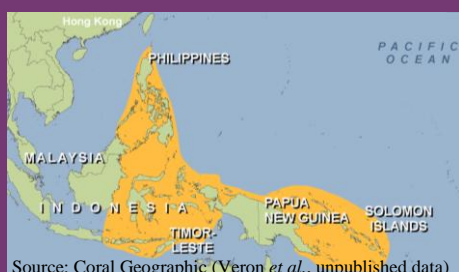 Hong Kong
PACIFIC
OCEAN
PHILIPPINES
MALAYSIA
INDONESIA
PAPUA
NEW GUINEA
SOLOMON
ISLANDS
TIMOR-
LESTE
Source: Coral Geographic (Veron et al., unpublished data)